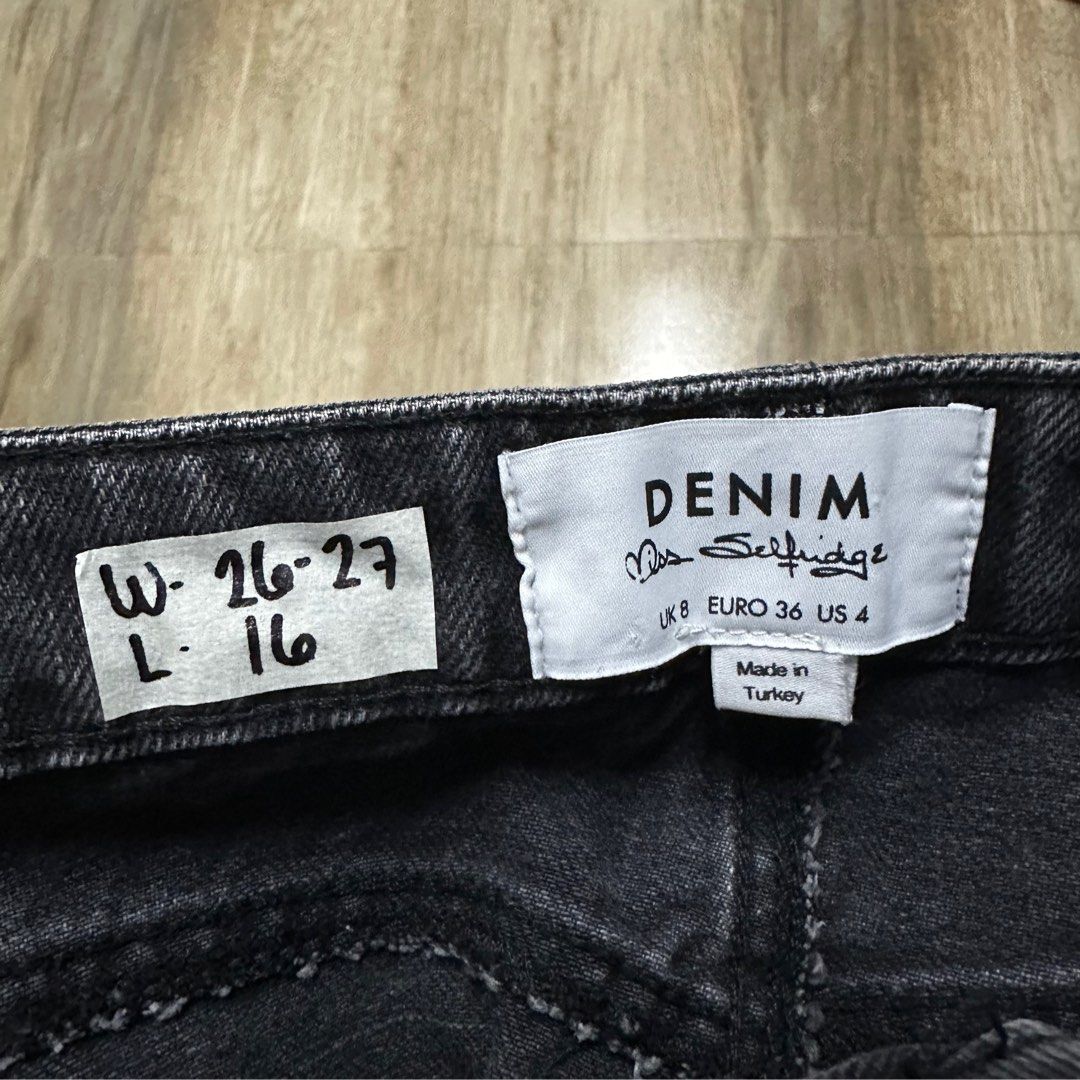 W- 26-27
L- 16
DENIM
Miss Selfridge
UK 8 EURO 36 US 4
Made in
Turkey